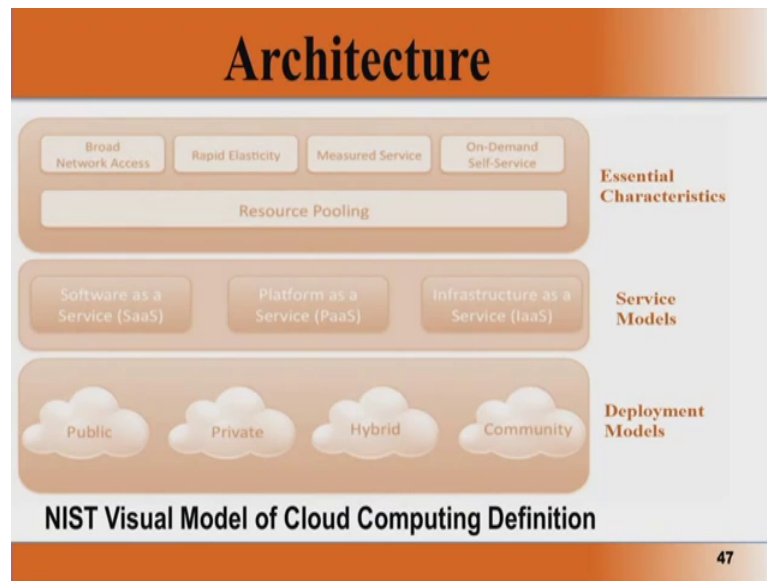 Architecture
Broad
Network Access
Rapid Elasticity
Measured Service
On-Demand
Self-Service
Resource Pooling
Essential
Characteristics
Software as a
Service (SaaS)
Platform as a
Service (PaaS)
Infrastructure as a
Service (IaaS)
Service
Models
Public
Private
Hybrid
Community
Deployment
Models
NIST Visual Model of Cloud Computing Definition
47